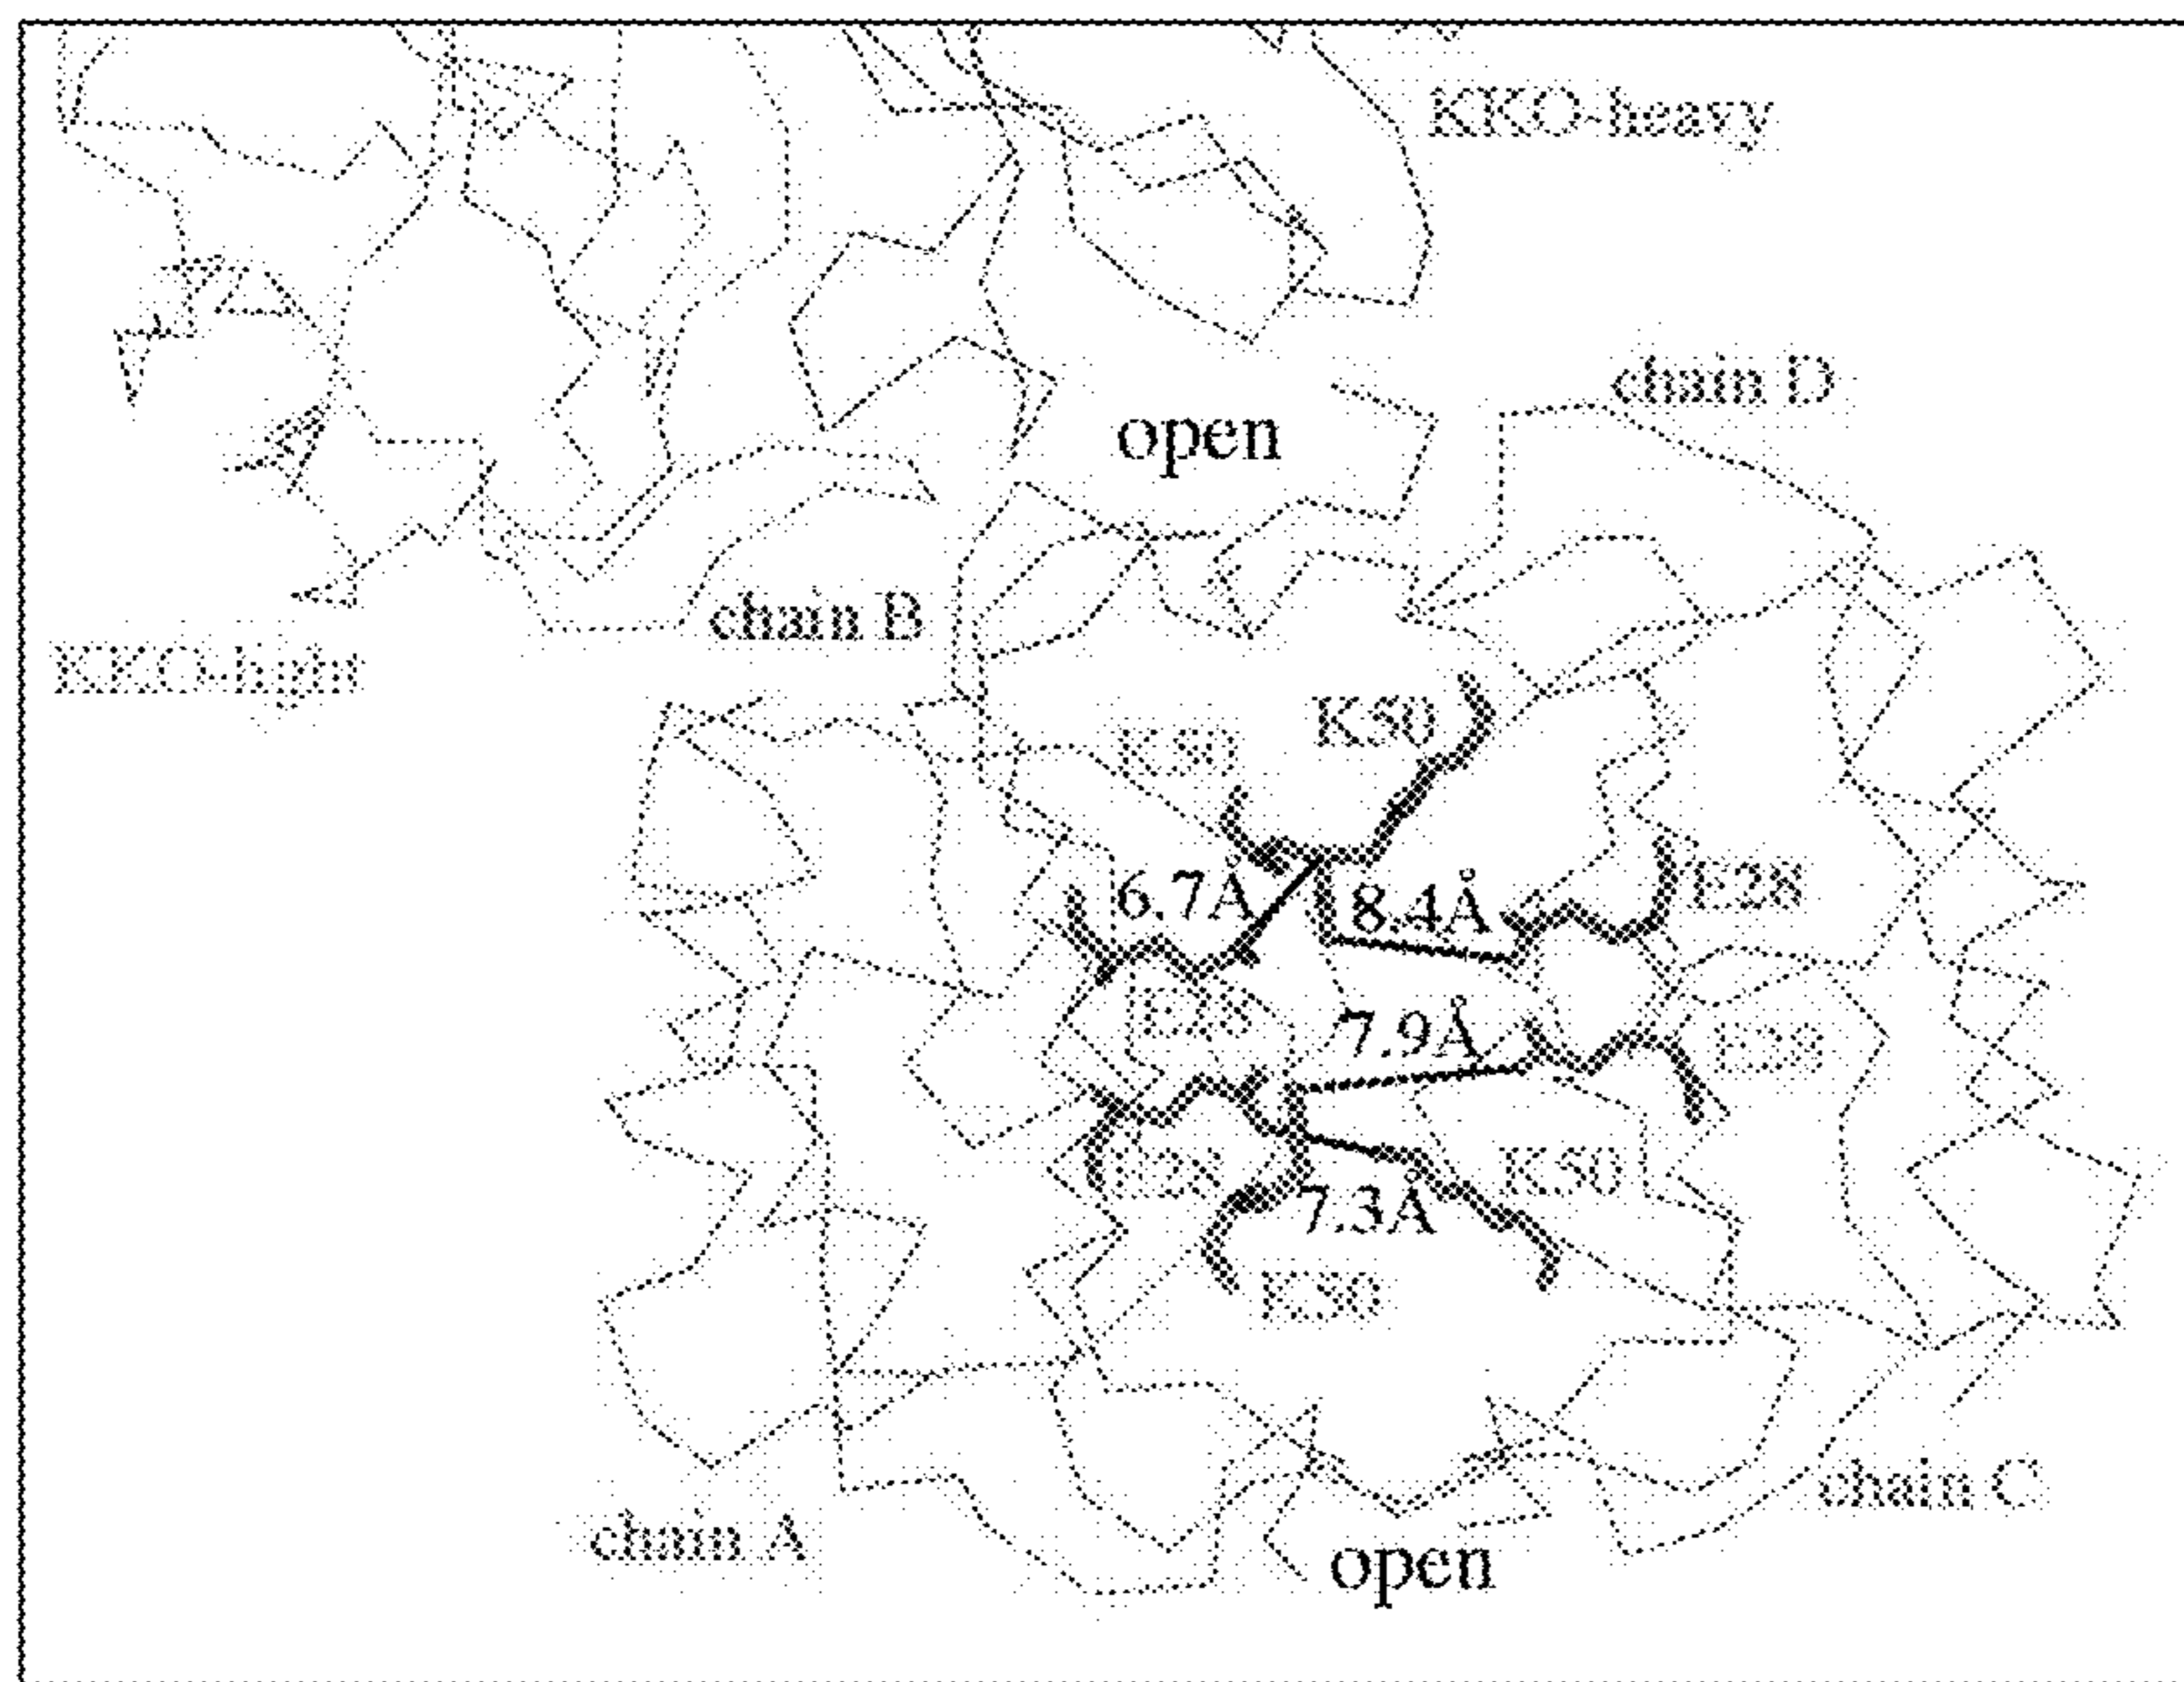 KKO-heavy
chain D
open
chain B
KKO-light
K50
K50
6.7Å
8.4Å
E28
E28
7.9Å
E28
E28
K50
7.3Å
K50
chain C
chain A
open